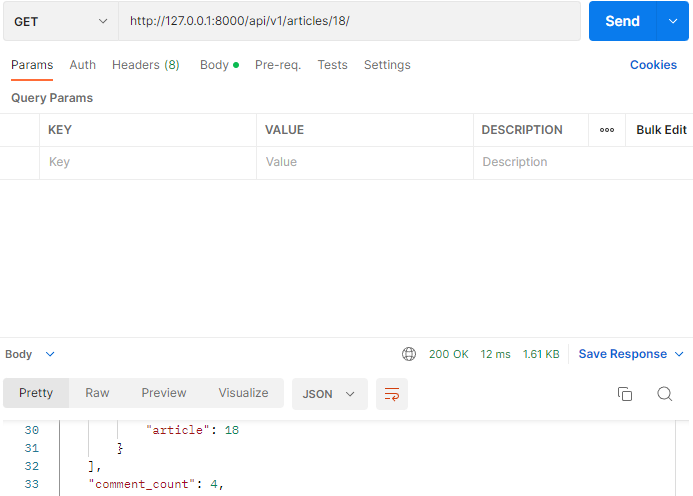 GET http://127.0.0.1:8000/api/v1/articles/18/ Send
Params Auth Headers (8) Body Pre-req. Tests Settings Cookies
Query Params
KEY VALUE DESCRIPTION ooo Bulk Edit
Key Value Description
Body 200 OK 12 ms 1.61 KB Save Response
Pretty Raw Preview Visualize JSON
30 "article": 18
31 }
32 ],
33 "comment_count": 4,